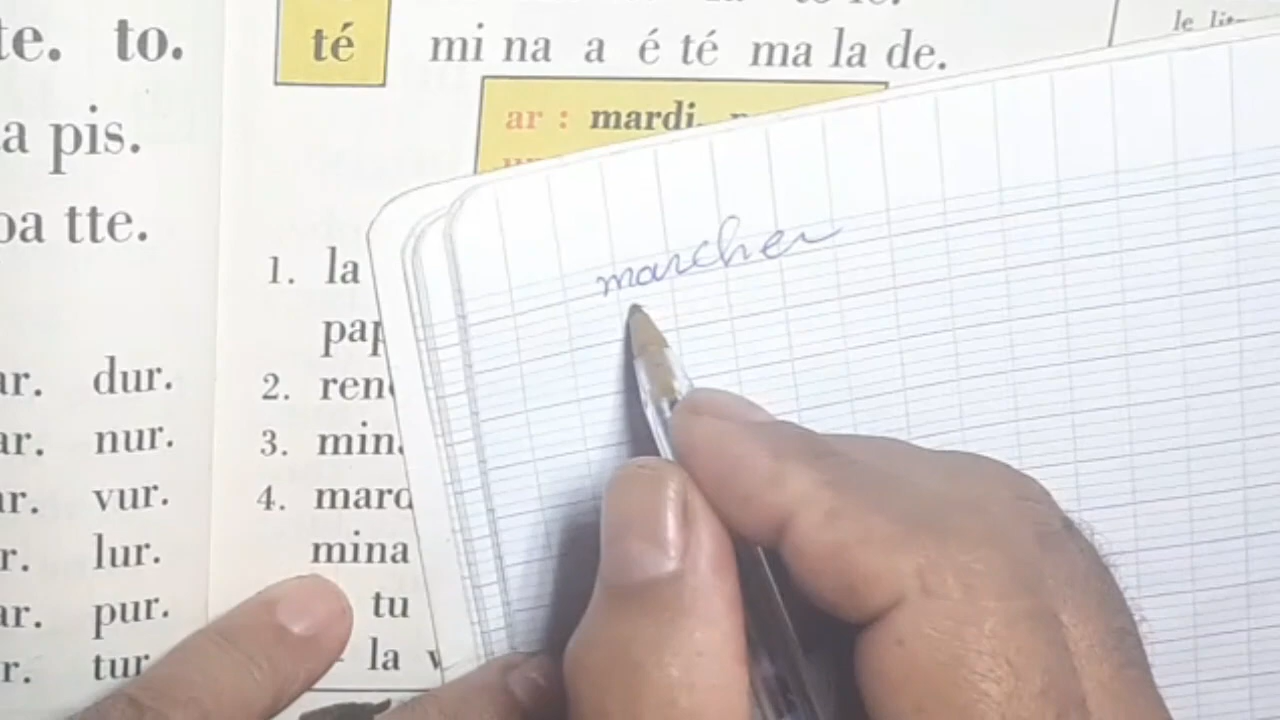 te. to.
té mi na a é té ma la de.
le
ar : mardi,
a pis.
pa tte.
marcher
1. la
pap
2. ren
3. min
4. mard
mina
tu
la v
ar. dur.
ar. nur.
ar. vur.
r. lur.
ar. pur.
r. tur